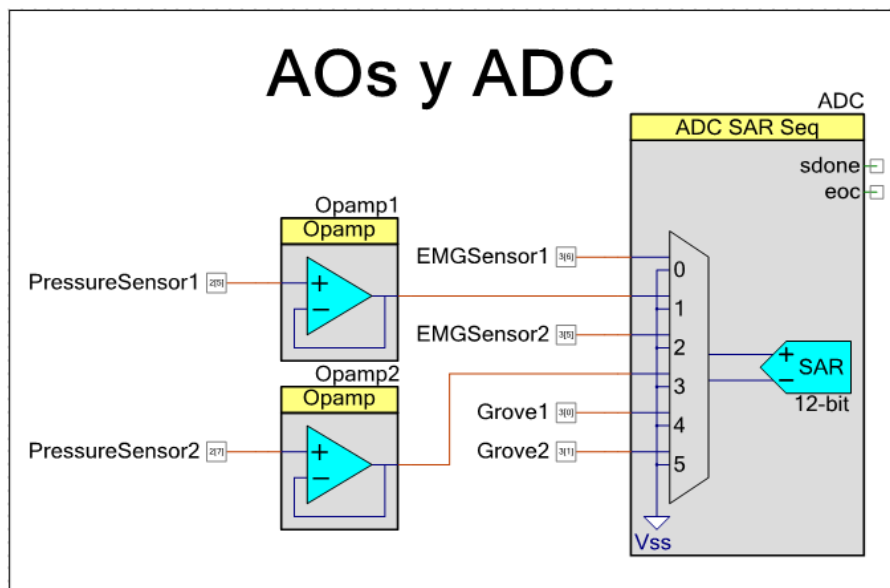 AOs y ADC
ADC
ADC SAR Seq
sdone
eoc
Opamp1
Opamp
PressureSensor1 2[5]
+
−
EMGSensor1 3[6]
0
1
EMGSensor2 3[5]
2
3
Opamp2
Opamp
PressureSensor2 2[7]
+
−
Grove1 3[0]
4
Grove2 3[1]
5
+
SAR
−
12-bit
Vss